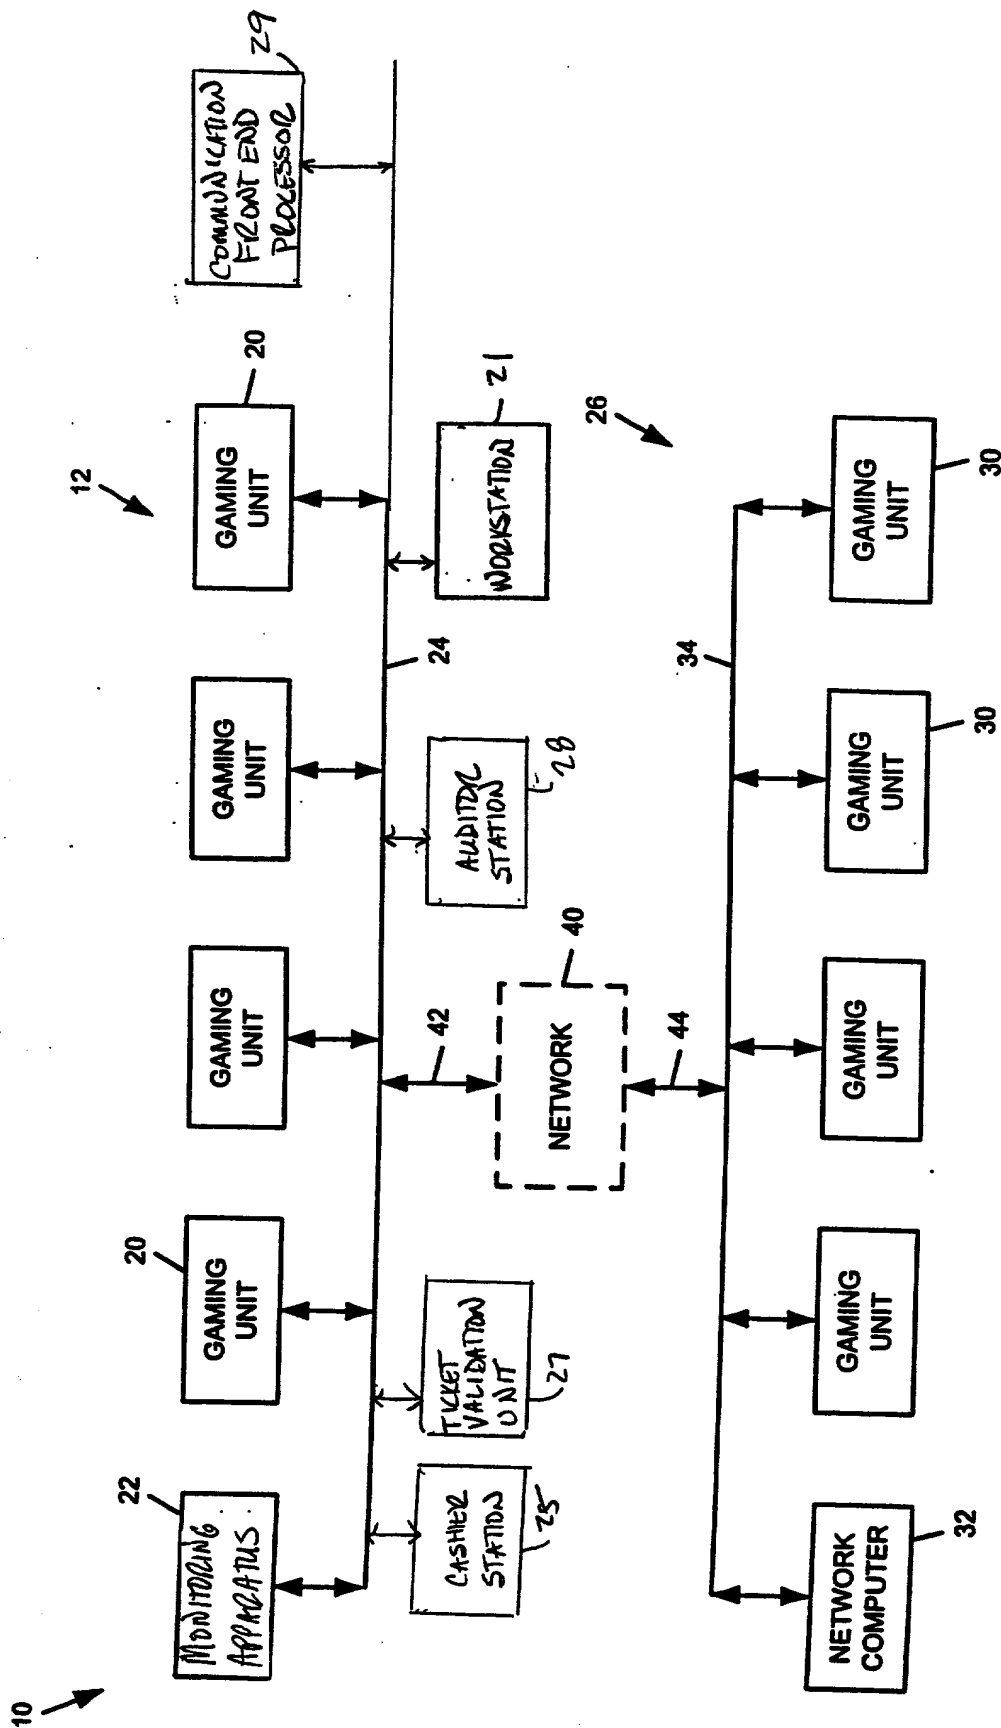 10
12
22
MONITORING
APPARATUS
20
GAMING
UNIT
GAMING
UNIT
GAMING
UNIT
20
GAMING
UNIT
29
COMMUNICATION
FRONT END
PROCESSOR
24
CASHIER
STATION
25
TICKET
VALIDATION
UNIT
27
42
NETWORK
40
44
AUDITOR
STATION
28
WORKSTATION
21
26
34
NETWORK
COMPUTER
32
GAMING
UNIT
GAMING
UNIT
GAMING
UNIT
30
GAMING
UNIT
30